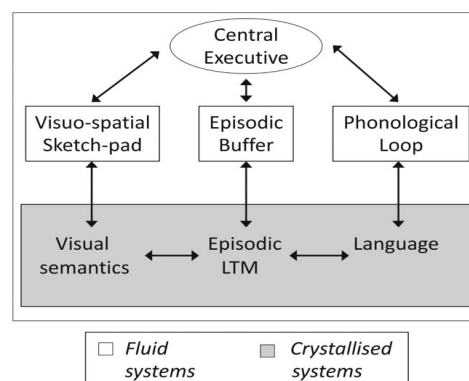 Central
Executive
Visuo-spatial
Sketch-pad
Episodic
Buffer
Phonological
Loop
Visual
semantics
Episodic
LTM
Language
Fluid
systems
Crystallised
systems